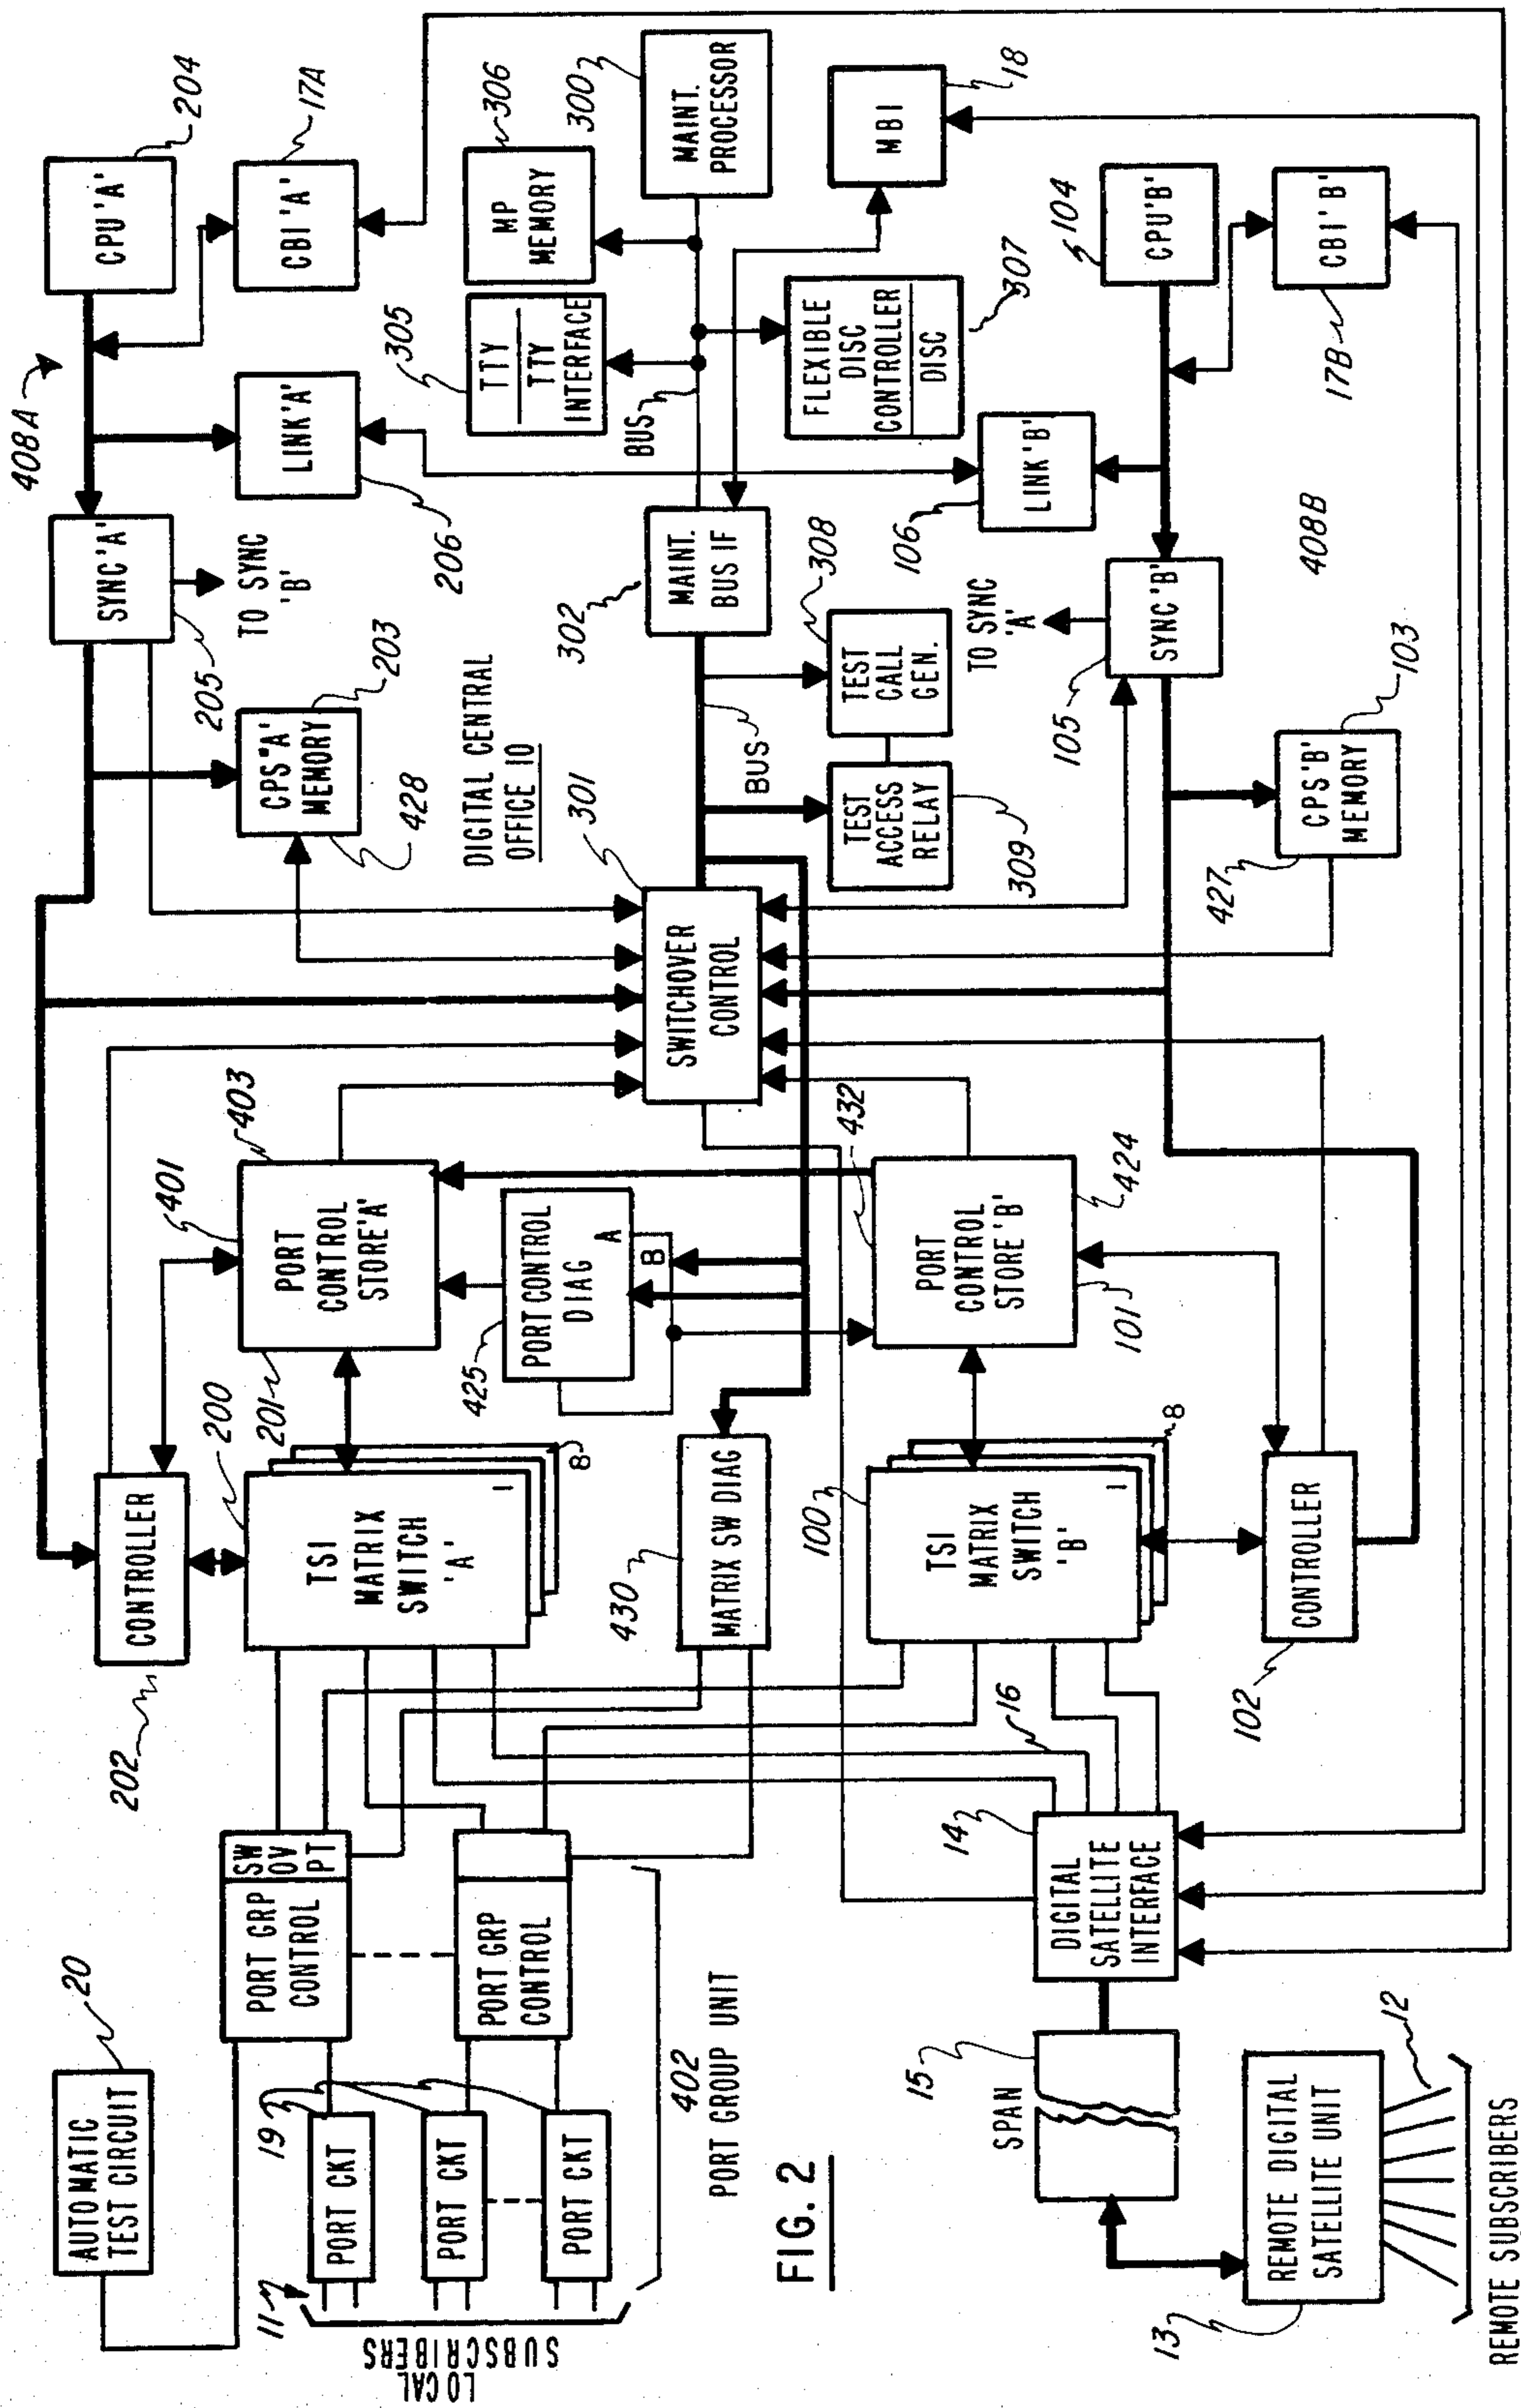 AUTOMATIC
TEST CIRCUIT
20
LOCAL
SUBSCRIBERS
11
19
PORT CKT
PORT CKT
PORT CKT
PORT GRP
CONTROL
SW
OV
PT
PORT GRP
CONTROL
402
PORT GROUP UNIT
FIG. 2
CONTROLLER
202
TSI
MATRIX
SWITCH
'A'
1
8
200
201
PORT
CONTROL
STORE 'A'
401
403
PORT CONTROL
DIAG
A
B
425
MATRIX SW DIAG
430
TSI
MATRIX
SWITCH
'B'
1
8
100
PORT
CONTROL
STORE 'B'
432
424
101
CONTROLLER
102
16
14
DIGITAL
SATELLITE
INTERFACE
15
SPAN
REMOTE DIGITAL
SATELLITE UNIT
13
12
REMOTE SUBSCRIBERS
SWITCHOVER
CONTROL
301
DIGITAL CENTRAL
OFFICE 10
CPS "A'
MEMORY
203
428
SYNC 'A'
205
TO SYNC
'B'
408A
LINK 'A'
206
CPU 'A'
204
CBI 'A'
17A
MAINT.
BUS IF
302
BUS
TEST
ACCESS
RELAY
309
TEST
CALL
GEN.
308
TTY
TTY
INTERFACE
305
BUS
MP
MEMORY
306
MAINT.
PROCESSOR
300
FLEXIBLE
DISC
CONTROLLER
DISC
307
MBI
18
LINK 'B'
106
CPU 'B'
104
CBI 'B'
17B
SYNC 'B'
105
TO SYNC
'A'
408B
CPS 'B'
MEMORY
103
427